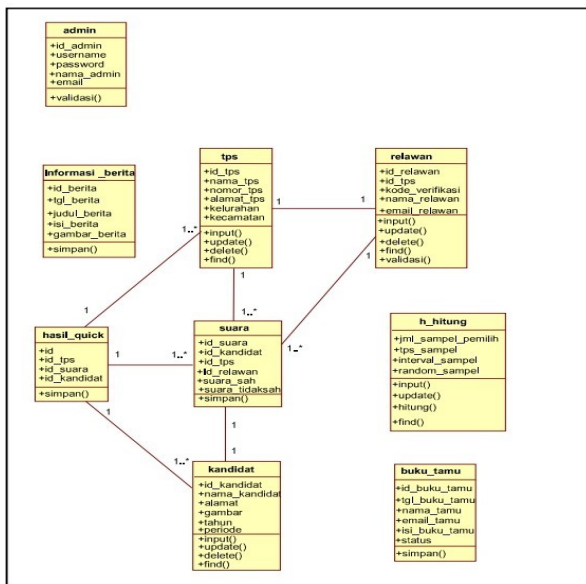 admin
+id_admin
+username
+password
+nama_admin
+email
+validasi()
Informasi _berita
+id_berita
+tgl_berita
+judul_berita
+isi_berita
+gambar_berita
+simpan()
tps
+id_tps
+nama_tps
+nomor_tps
+alamat_tps
+kelurahan
+kecamatan
+input()
+update()
+delete()
+find()
relawan
+id_relawan
+id_tps
+kode_verifikasi
+nama_relawan
+email_relawan
+input()
+update()
+delete()
+find()
+validasi()
1
1
1..*
1
1
1
1..*
1..*
hasil_quick
+id
+id_tps
+id_suara
+id_kandidat
+simpan()
1
1..*
suara
+id_suara
+id_kandidat
+id_tps
+Id_relawan
+suara_sah
+suara_tidaksah
+simpan()
h_hitung
+jml_sampel_pemilih
+tps_sampel
+interval_sampel
+random_sampel
+input()
+update()
+hitung()
+find()
1
1
1
1..*
kandidat
+id_kandidat
+nama_kandidat
+alamat
+gambar
+tahun
+periode
+input()
+update()
+delete()
+find()
buku_tamu
+id_buku_tamu
+tgl_buku_tamu
+nama_tamu
+email_tamu
+isi_buku_tamu
+status
+simpan()